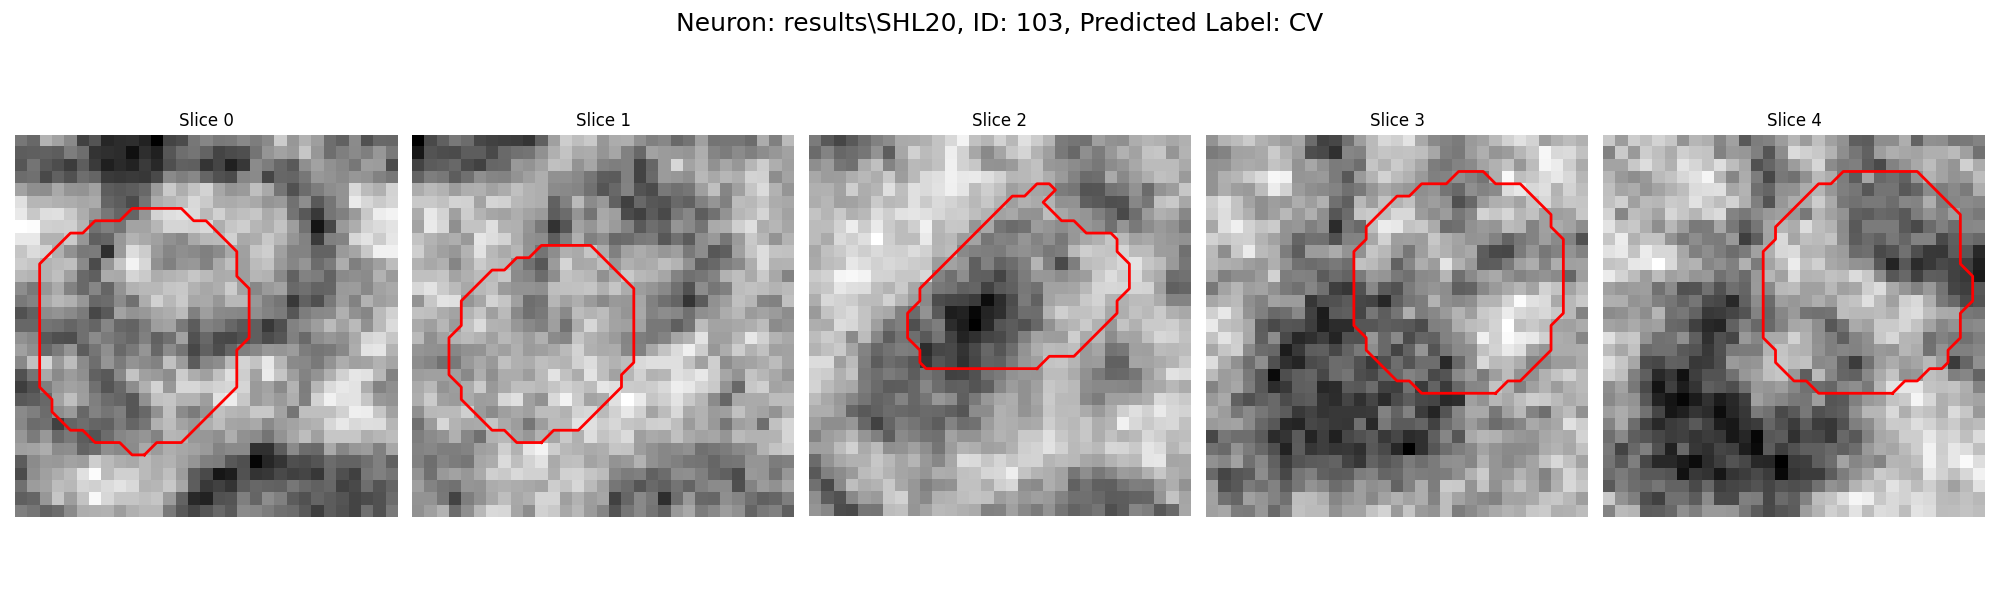 Neuron: results\SHL20, ID: 103, Predicted Label: CV
Slice 0
Slice 1
Slice 2
Slice 3
Slice 4